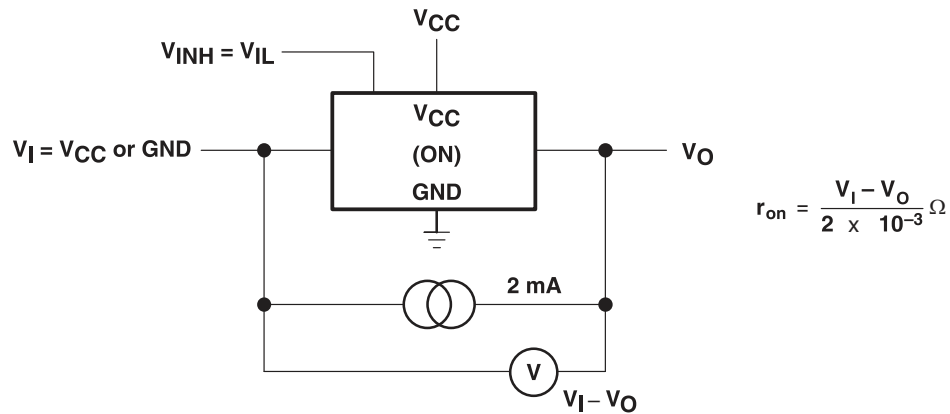 VCC
VINH = VIL
VCC
VI = VCC or GND
(ON)
VO
GND
ron = VI – VO / 2 x 10–3 Ω
2 mA
V
VI – VO